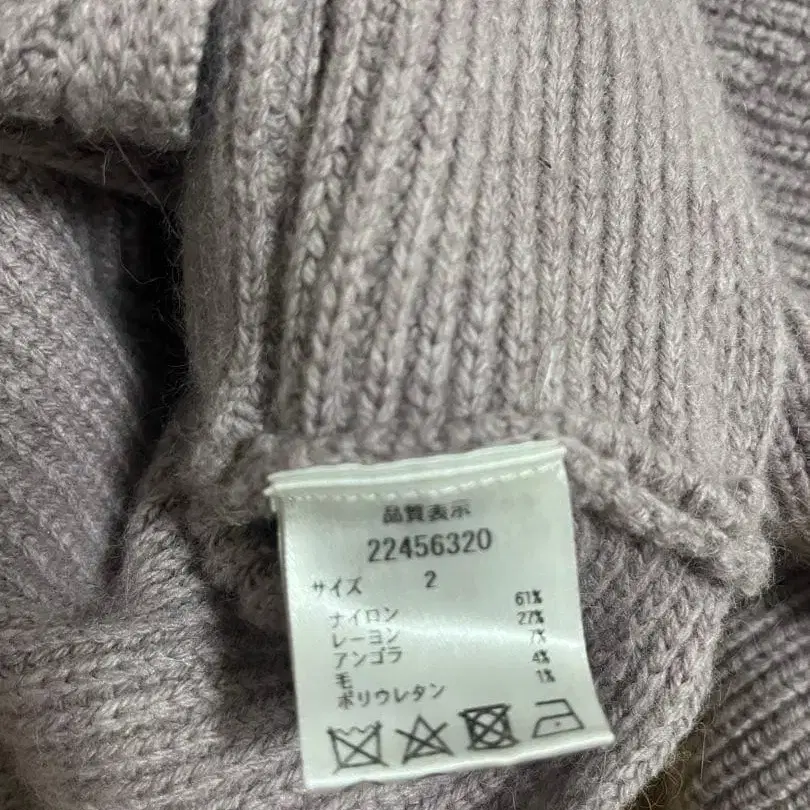 品質表示
22456320
サイズ 2
ナイロン 61%
レーヨン 27%
アンゴラ 7%
毛 4%
ポリウレタン 1%